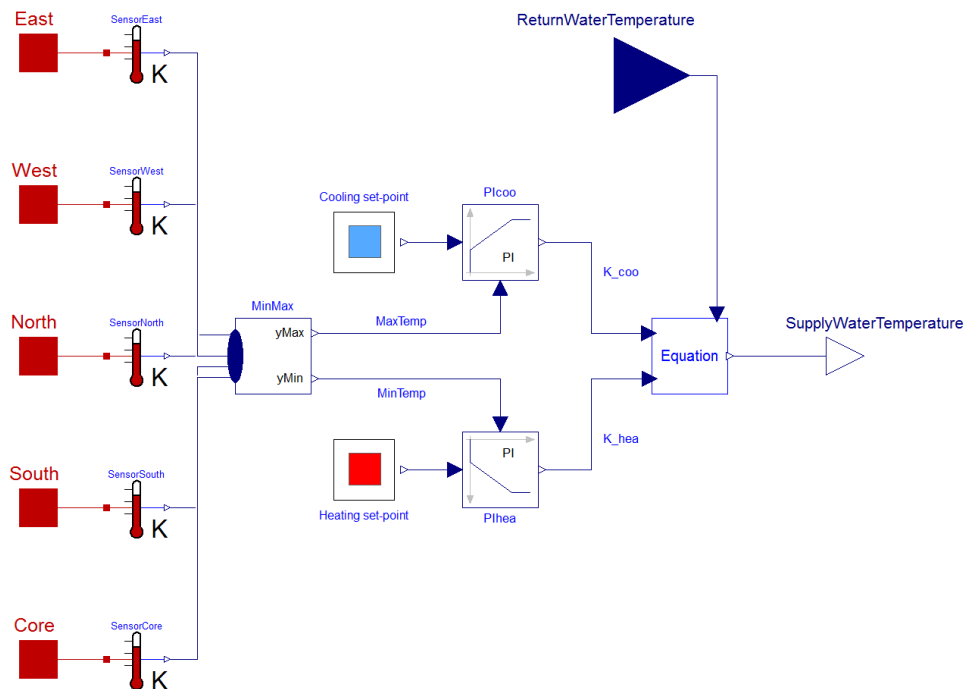 East
SensorEast
K
West
SensorWest
K
North
SensorNorth
K
South
SensorSouth
K
Core
SensorCore
K
MinMax
yMax
yMin
MaxTemp
MinTemp
Cooling set-point
PIcoo
PI
K_coo
Heating set-point
PI
PIhea
K_hea
ReturnWaterTemperature
Equation
SupplyWaterTemperature